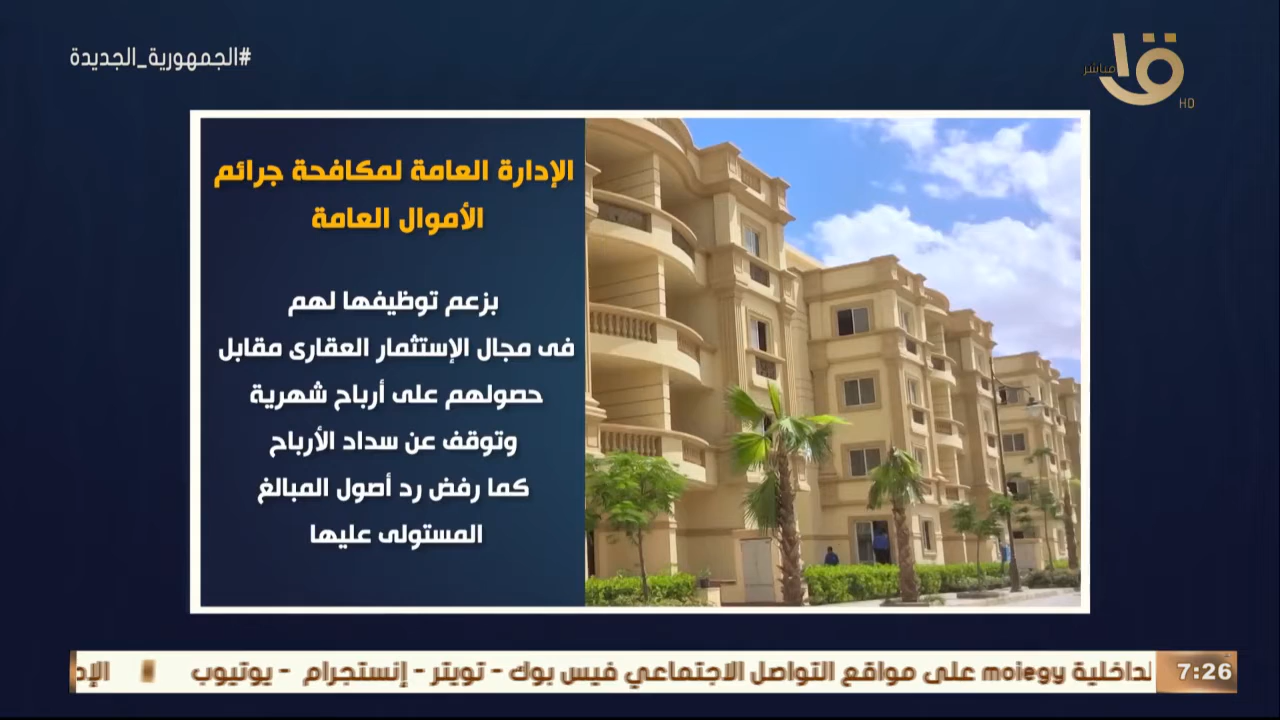 #الجمهورية_الجديدة
مباشر
HD
الإدارة العامة لمكافحة جرائم
الأموال العامة
بزعم توظيفها لهم
فى مجال الإستثمار العقارى مقابل
حصولهم على أرباح شهرية
وتوقف عن سداد الأرباح
كما رفض رد أصول المبالغ
المستولى عليها
7:26 لداخلية moiegy على مواقع التواصل الاجتماعي فيس بوك - تويتر - إنستجرام - يوتيوب